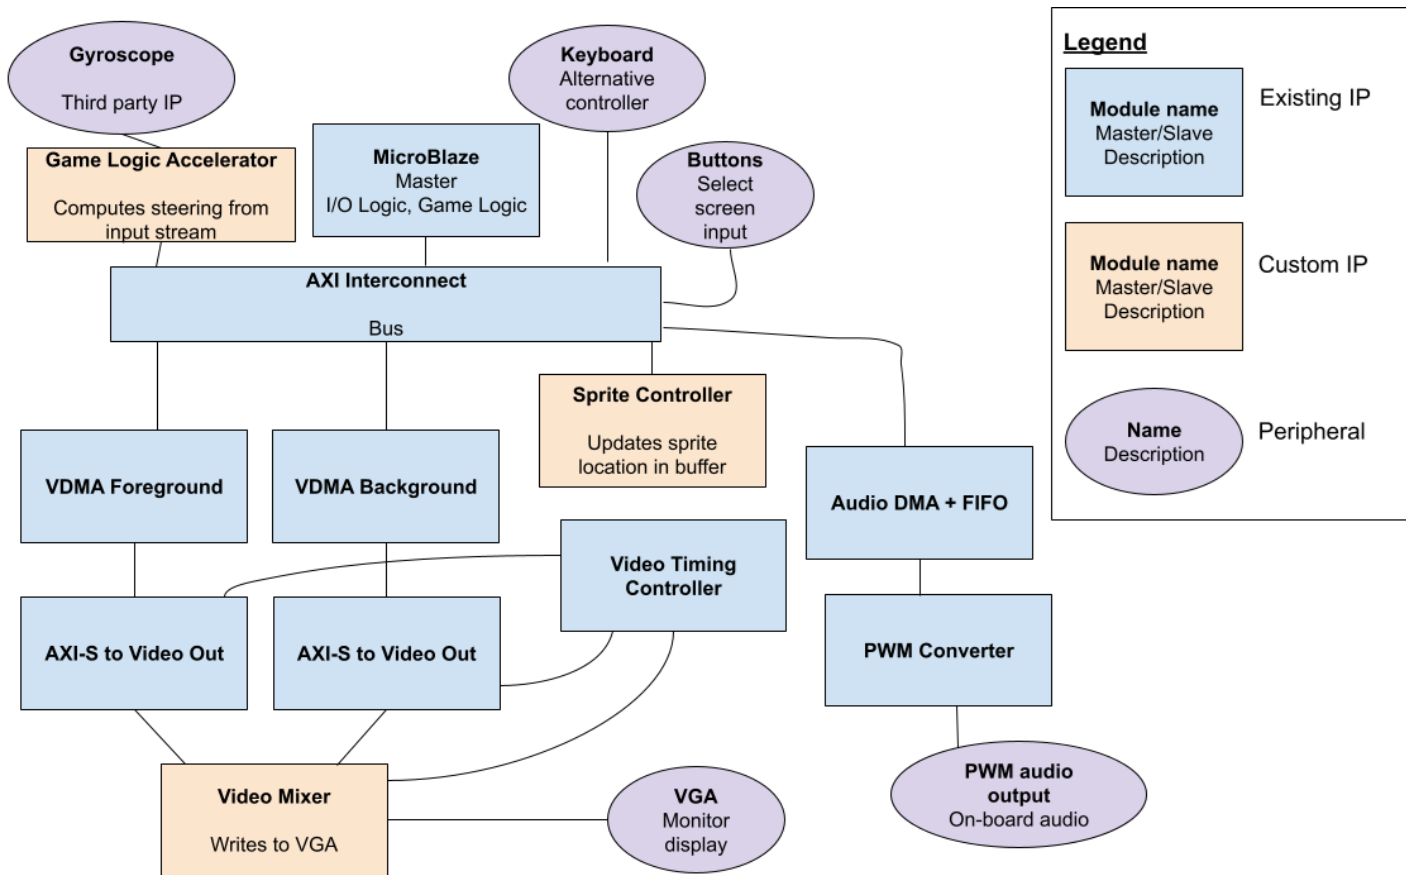 Gyroscope
Third party IP
Keyboard
Alternative
controller
Game Logic Accelerator
Computes steering from
input stream
MicroBlaze
Master
I/O Logic, Game Logic
Buttons
Select
screen
input
AXI Interconnect
Bus
Sprite Controller
Updates sprite
location in buffer
VDMA Foreground
VDMA Background
Audio DMA + FIFO
Video Timing
Controller
AXI-S to Video Out
AXI-S to Video Out
PWM Converter
Video Mixer
Writes to VGA
VGA
Monitor
display
PWM audio
output
On-board audio
Legend
Module name
Master/Slave
Description
Existing IP
Module name
Master/Slave
Description
Custom IP
Name
Description
Peripheral